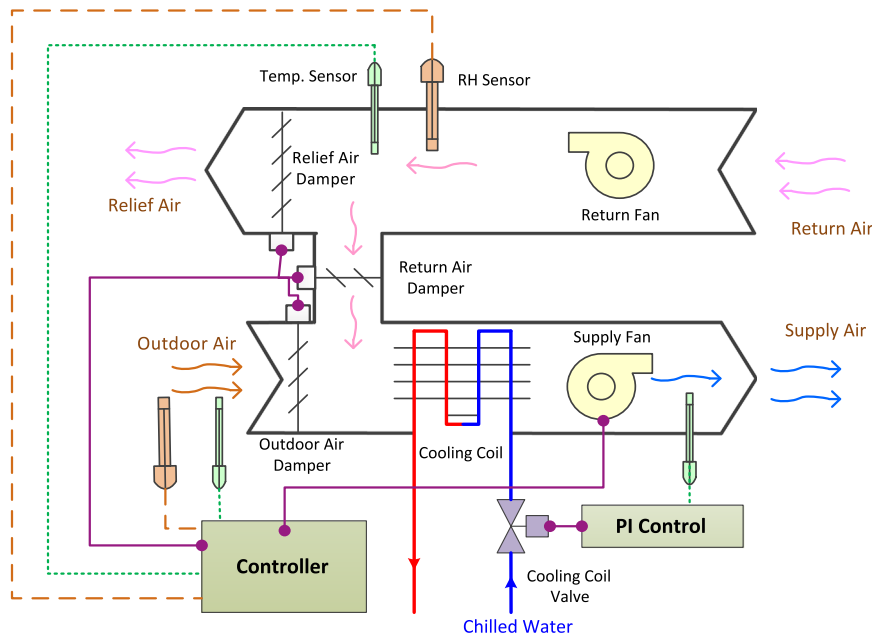 Temp. Sensor
RH Sensor
Relief Air
Damper
Relief Air
Return Fan
Return Air
Return Air
Damper
Outdoor Air
Supply Fan
Supply Air
Outdoor Air
Damper
Cooling Coil
PI Control
Controller
Cooling Coil
Valve
Chilled Water